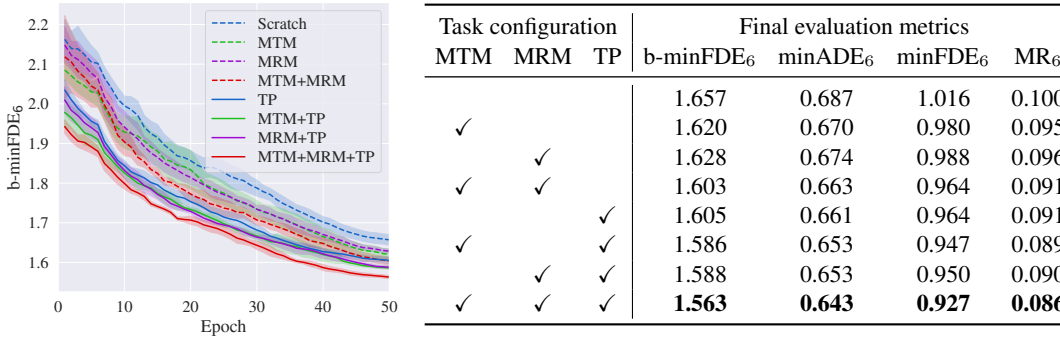 2.2
2.1
2.0
1.9
1.8
1.7
1.6
b-minFDE6
0 10 20 30 40 50
Epoch
Scratch
MTM
MRM
MTM+MRM
TP
MTM+TP
MRM+TP
MTM+MRM+TP
Task configuration Final evaluation metrics
MTM MRM TP b-minFDE6 minADE6 minFDE6 MR6
1.657 0.687 1.016 0.100
✓ 1.620 0.670 0.980 0.095
✓ 1.628 0.674 0.988 0.096
✓ ✓ 1.603 0.663 0.964 0.091
✓ 1.605 0.661 0.964 0.091
✓ ✓ 1.586 0.653 0.947 0.089
✓ ✓ 1.588 0.653 0.950 0.090
✓ ✓ ✓ 1.563 0.643 0.927 0.086